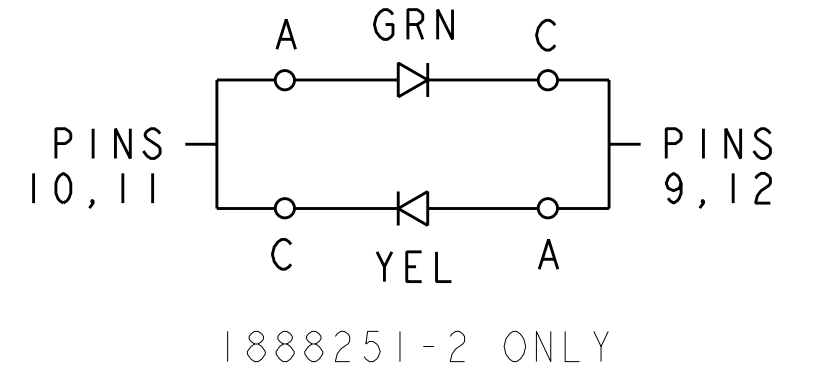 A GRN C
PINS
10,11
PINS
9,12
C YEL A
1888251-2 ONLY